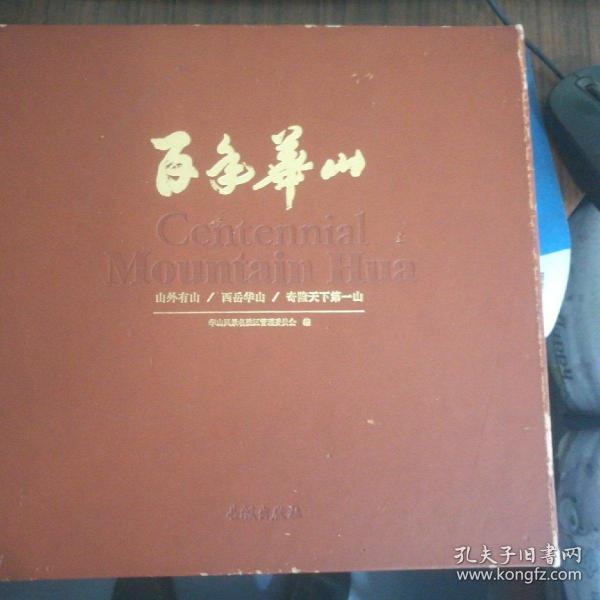 百年華山
Centennial
Mountain Hua
山外有山 / 西岳华山 / 奇险天下第一山
华山风景名胜区管理委员会 编
孔夫子旧书网
www.kongfz.com